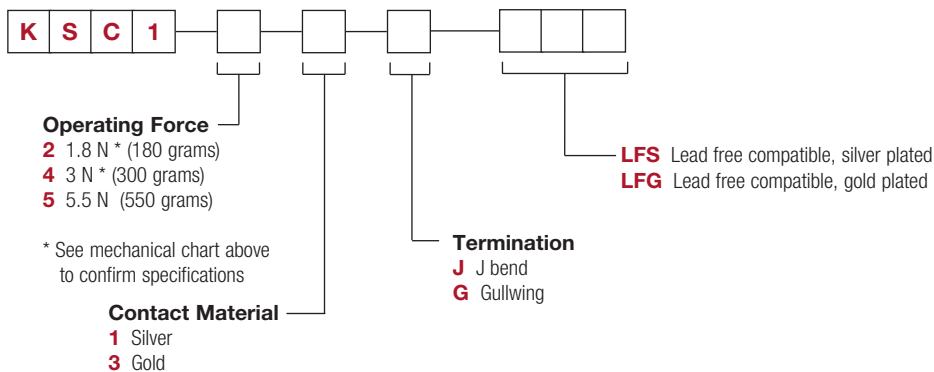 K S C 1
Operating Force
2 1.8 N * (180 grams)
4 3 N * (300 grams)
5 5.5 N (550 grams)
* See mechanical chart above
to confirm specifications
Contact Material
1 Silver
3 Gold
Termination
J J bend
G Gullwing
LFS Lead free compatible, silver plated
LFG Lead free compatible, gold plated